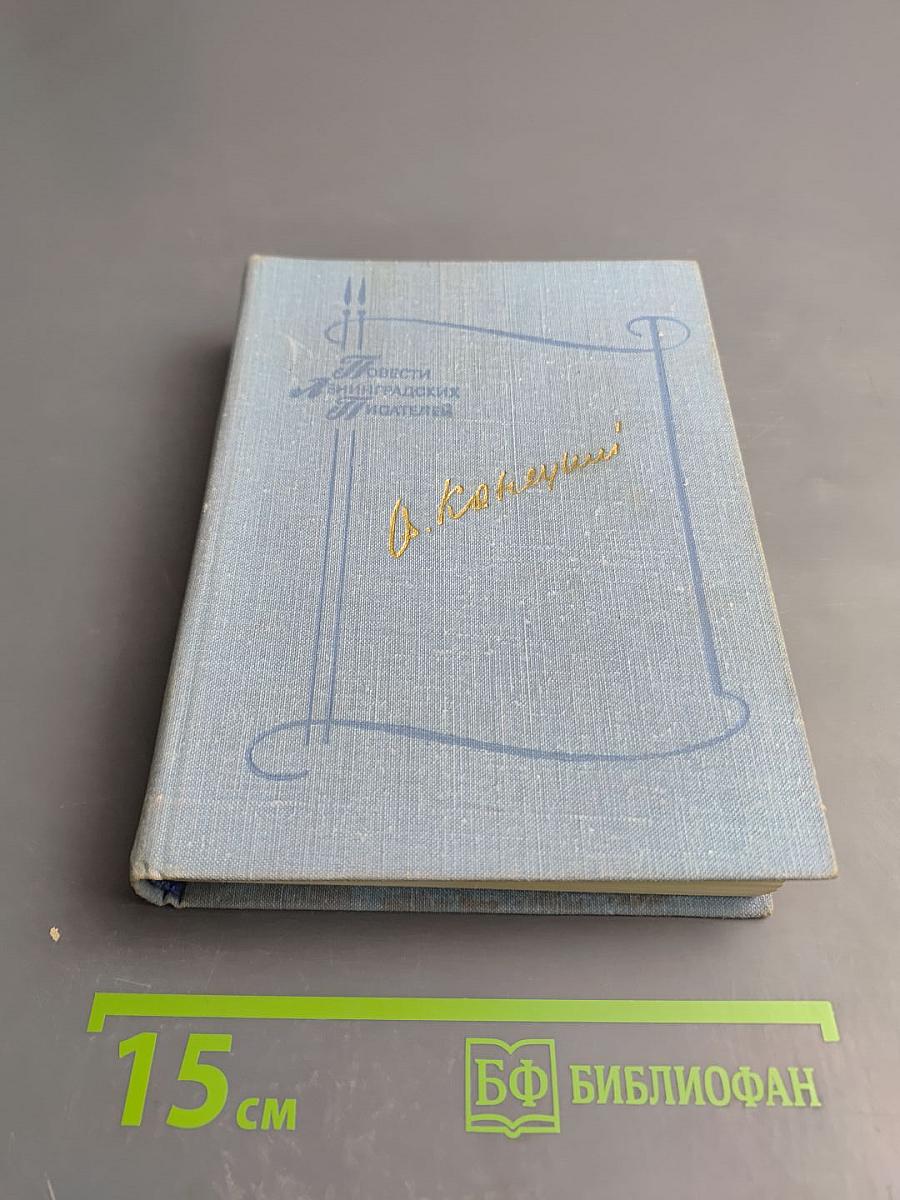 Повести
Ленинградских
Писателей
В. Конецкий
15 см
БФ БИБЛИОФАН